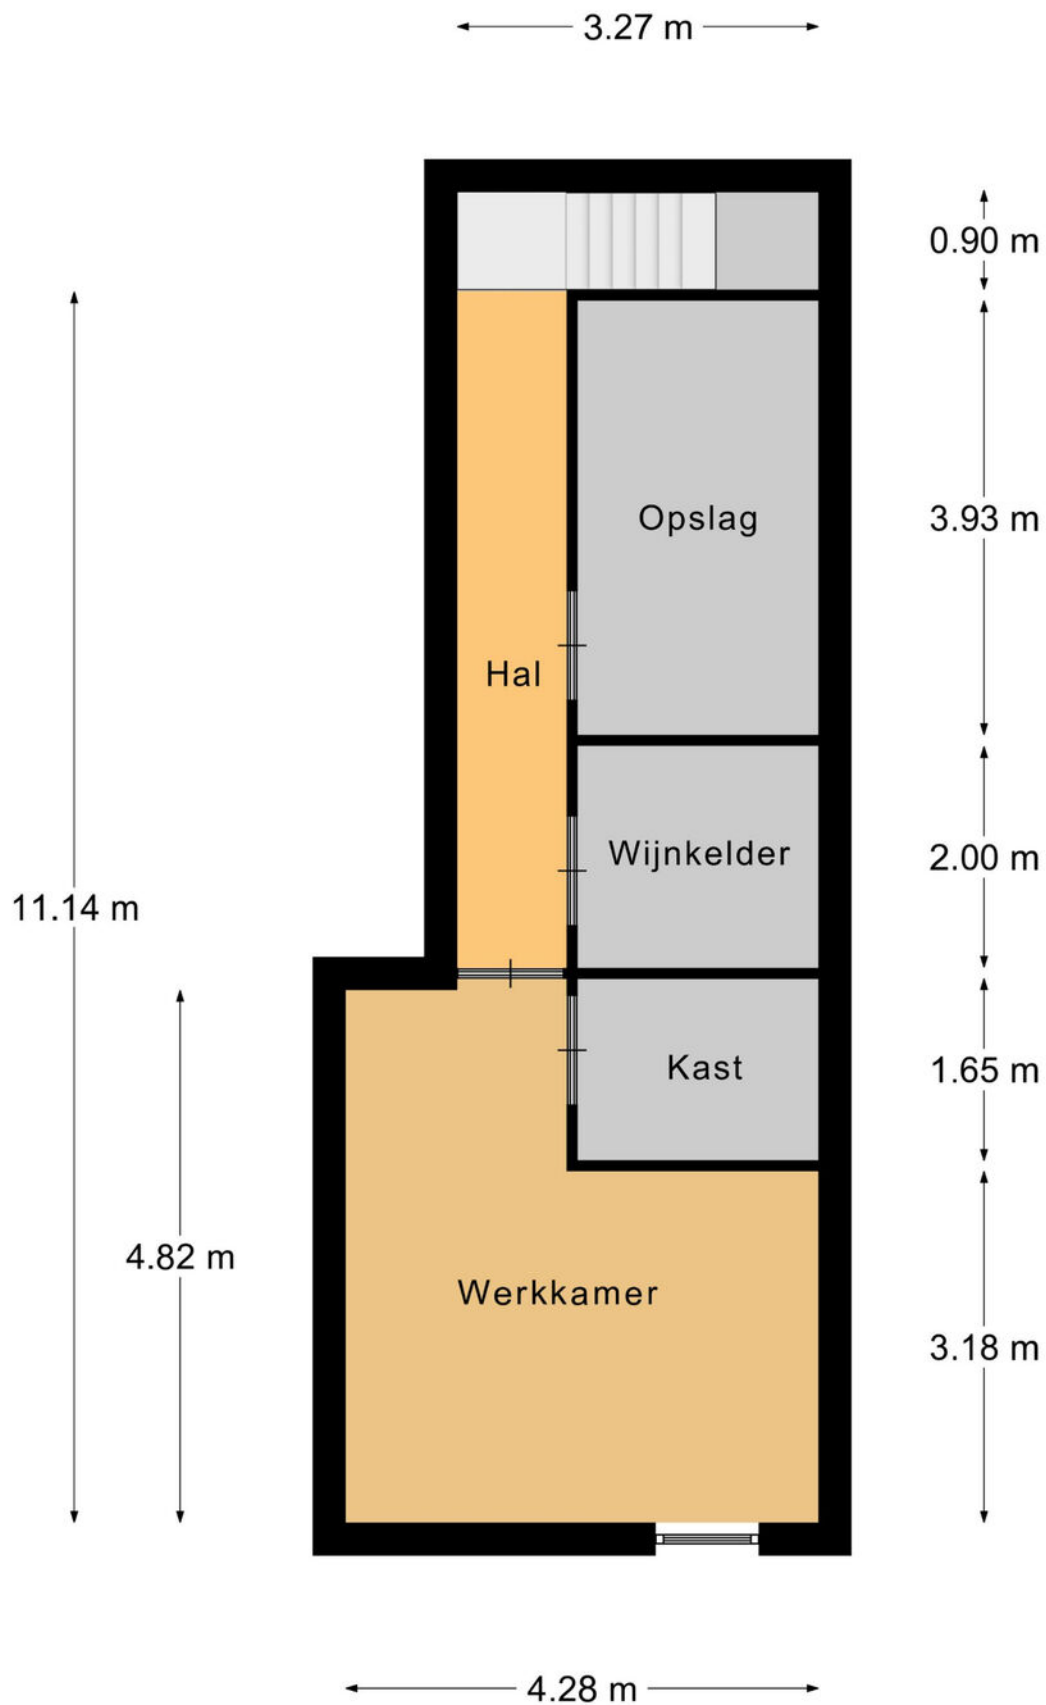 3.27 m
0.90 m
Opslag
3.93 m
Hal
Wijnkelder
2.00 m
11.14 m
Kast
1.65 m
4.82 m
Werkkamer
3.18 m
4.28 m